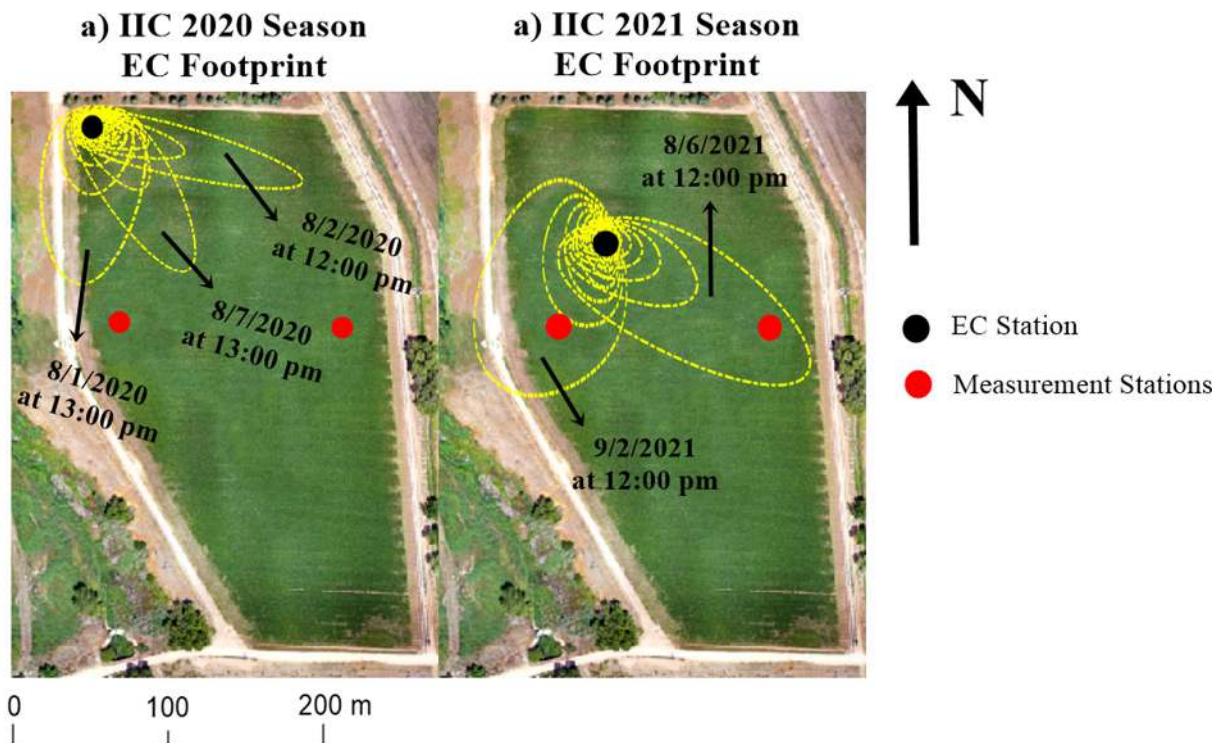 a) IIC 2020 Season
EC Footprint
a) IIC 2021 Season
EC Footprint
N
8/2/2020
at 12:00 pm
8/7/2020
at 13:00 pm
8/1/2020
at 13:00 pm
8/6/2021
at 12:00 pm
9/2/2021
at 12:00 pm
EC Station
Measurement Stations
0 100 200 m